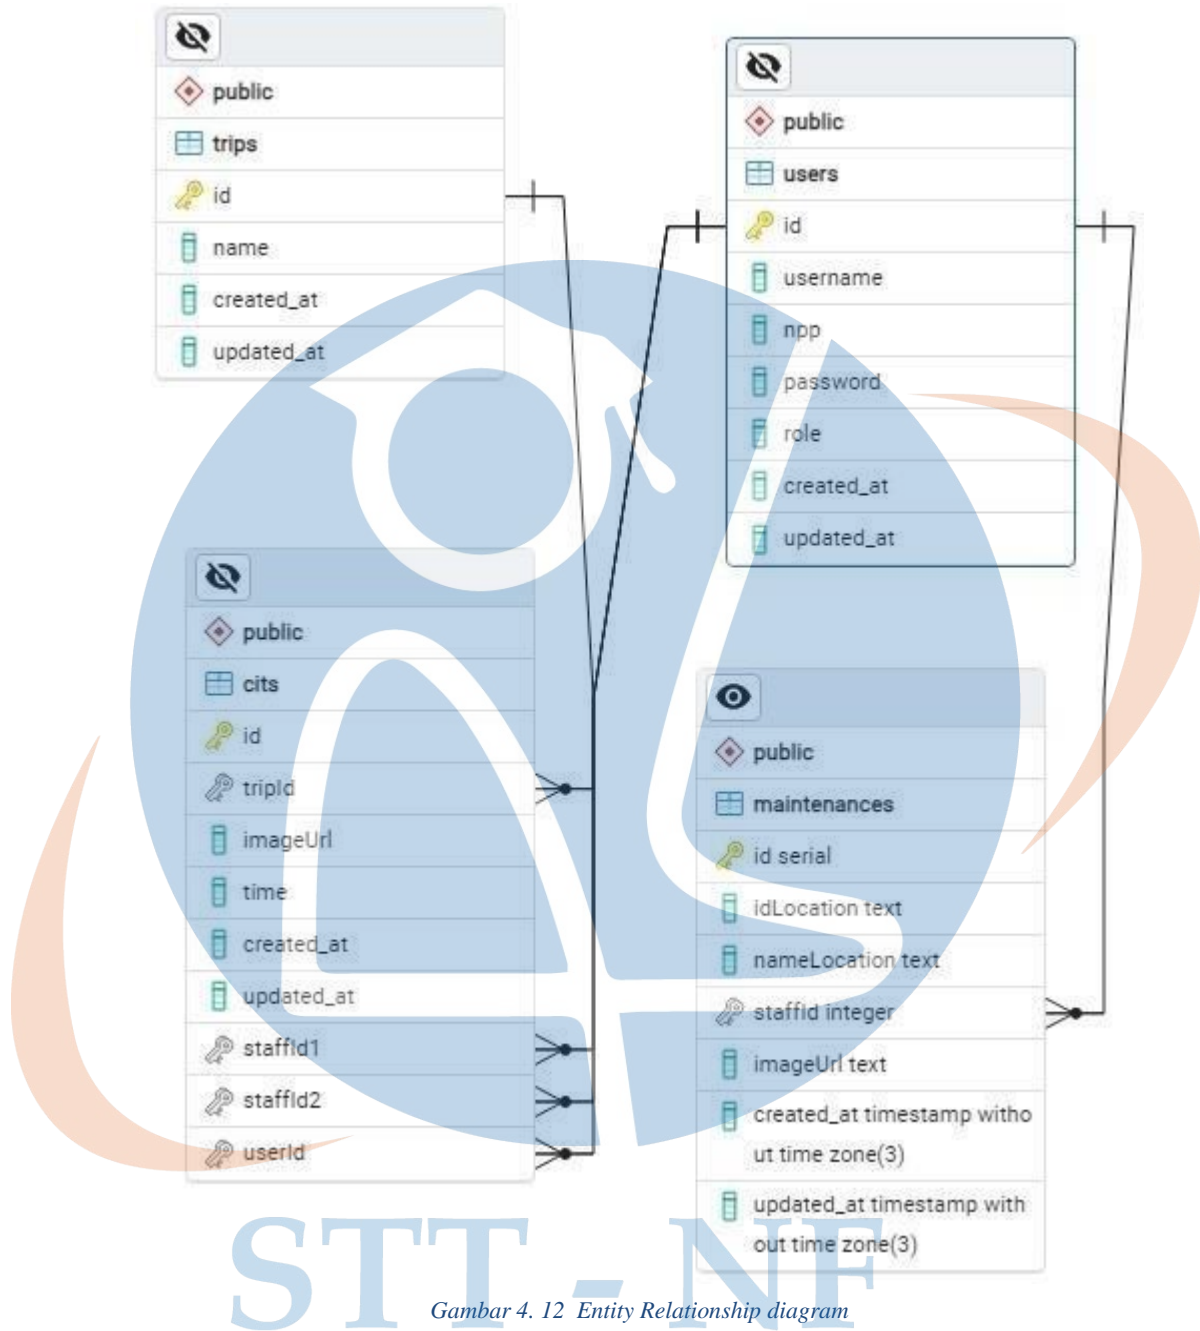 public
trips
id
name
created_at
updated_at
public
users
id
username
npp
password
role
created_at
updated_at
public
cits
id
tripId
imageUrl
time
created_at
updated_at
staffId1
staffId2
userId
public
maintenances
id serial
idLocation text
nameLocation text
staffId integer
imageUrl text
created_at timestamp witho
ut time zone(3)
updated_at timestamp with
out time zone(3)
STT - NF
Gambar 4. 12 Entity Relationship diagram